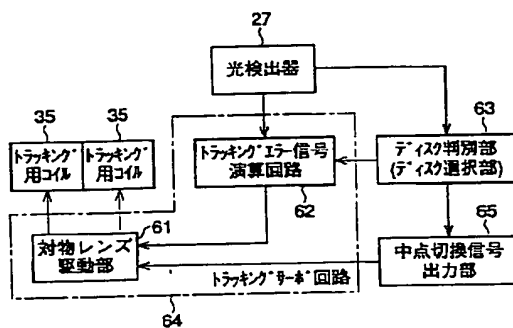 27
光検出器
35
35
トラッキング
用コイル
トラッキング
用コイル
トラッキングエラー信号
演算回路
62
63
ディスク判別部
(ディスク選択部)
61
対物レンズ
駆動部
65
中点切換信号
出力部
トラッキングサーボ回路
64